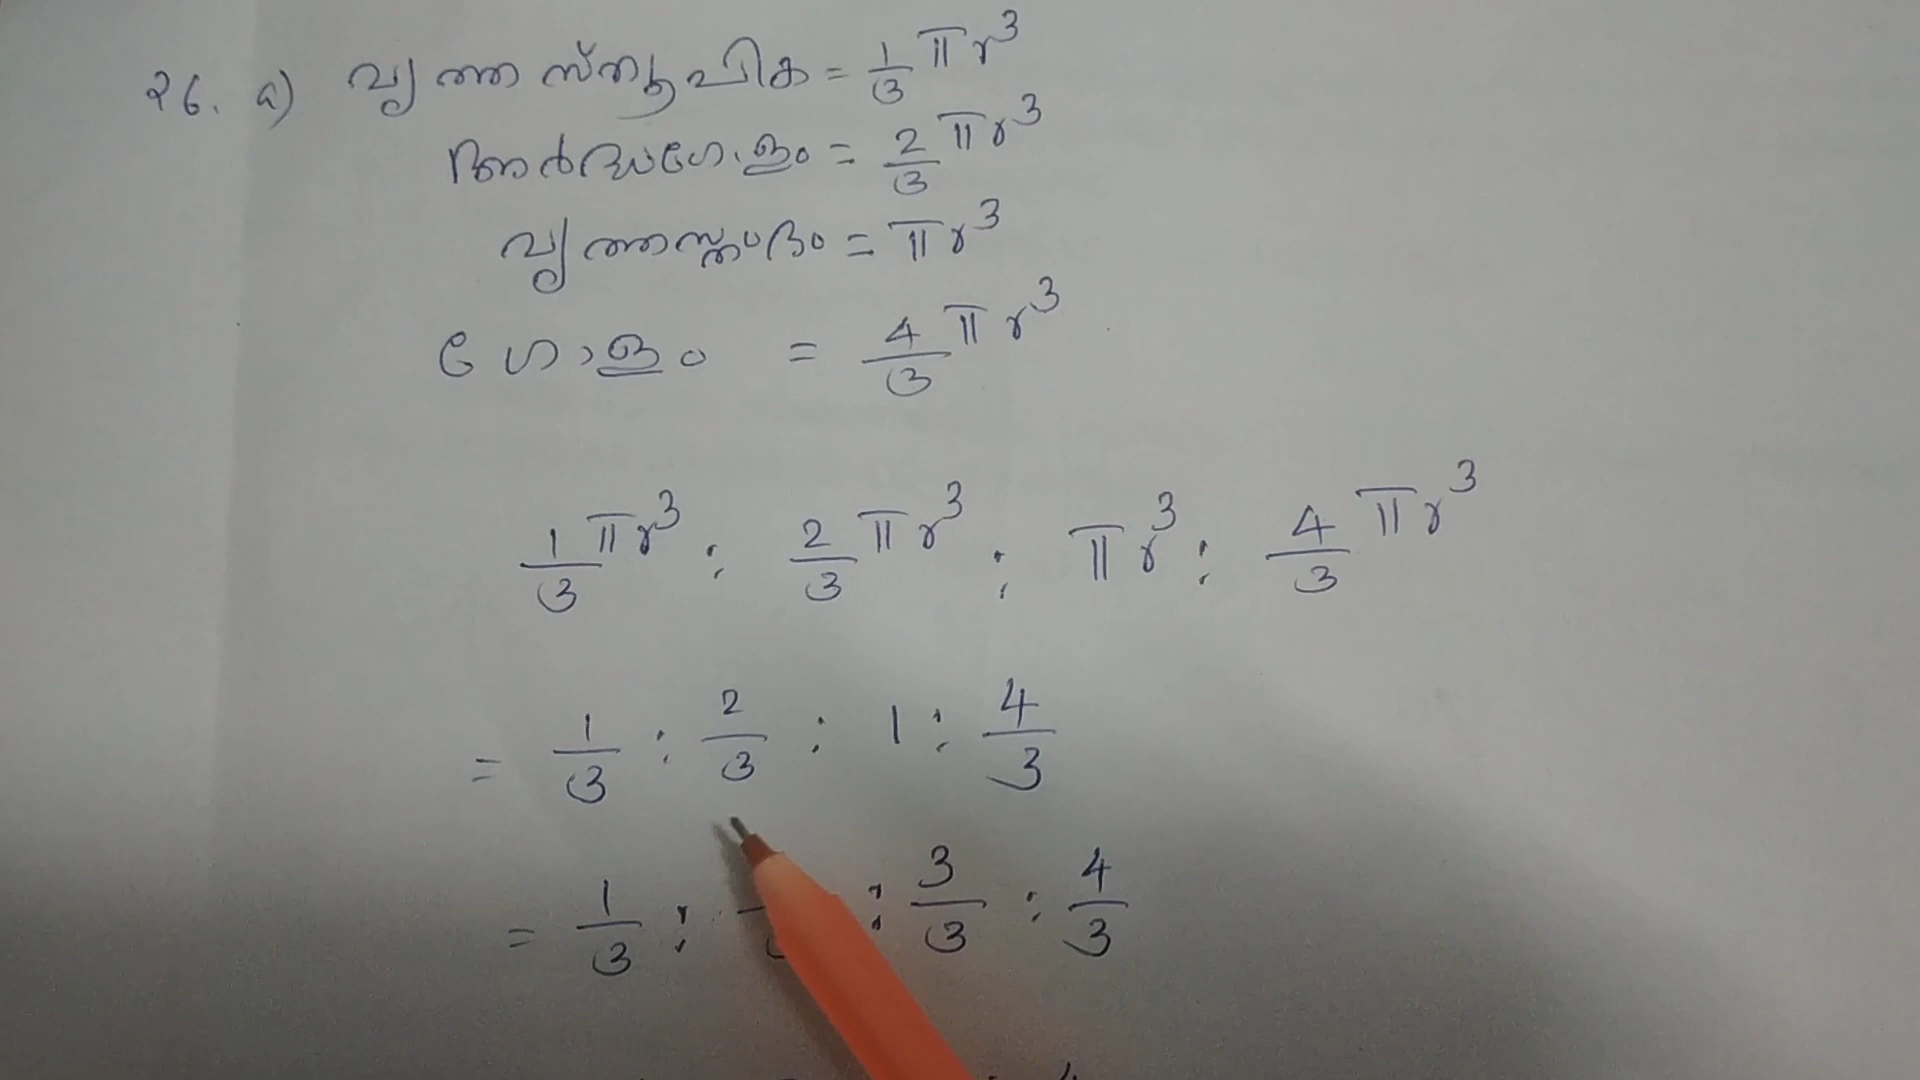 26. a) വൃത്തസ്തൂപിക = 1/3 πr³
അർദ്ധഗോളം = 2/3 πr³
വൃത്തസ്തംഭം = πr³
ഗോളം = 4/3 πr³
1/3 πr³ : 2/3 πr³ : πr³ : 4/3 πr³
= 1/3 : 2/3 : 1 : 4/3
= 1/3 : : 3/3 : 4/3